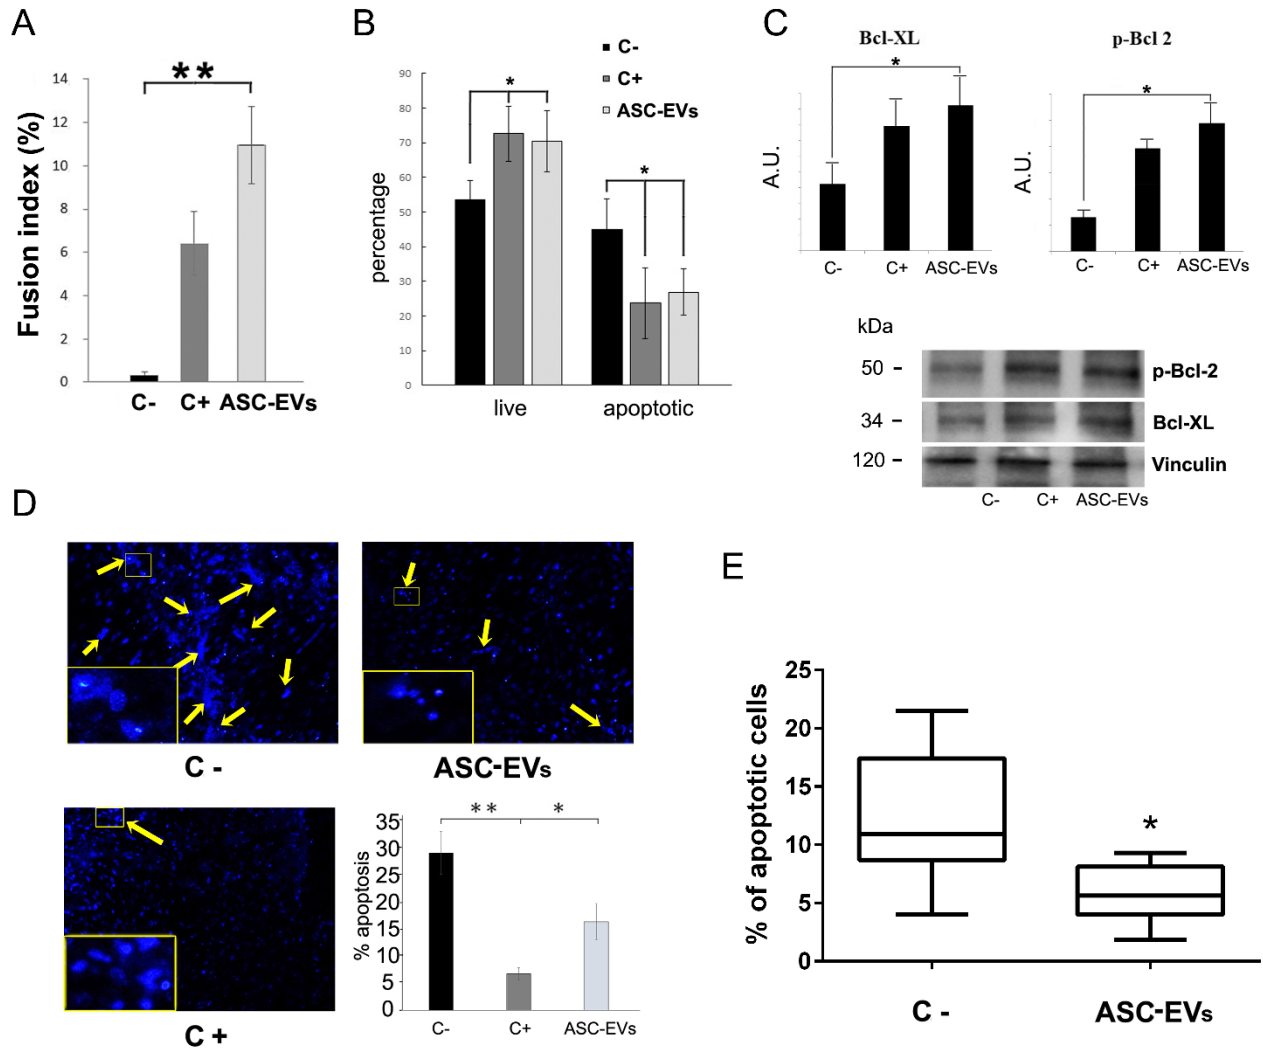 A
Fusion index (%)
14
12
10
8
6
4
2
0
**
C-
C+
ASC-EVs
B
C-
C+
ASC-EVs
percentage
90
80
70
60
50
40
30
20
10
0
*
*
live
apoptotic
C
Bcl-XL
A.U.
*
C-
C+
ASC-EVs
p-Bcl 2
A.U.
*
C-
C+
ASC-EVs
kDa
50 -
p-Bcl-2
34 -
Bcl-XL
120 -
Vinculin
C-
C+
ASC-EVs
D
C -
ASC-EVs
C +
% apoptosis
35
30
25
20
15
10
5
0
**
*
C-
C+
ASC-EVs
E
% of apoptotic cells
25
20
15
10
5
0
*
C -
ASC-EVs